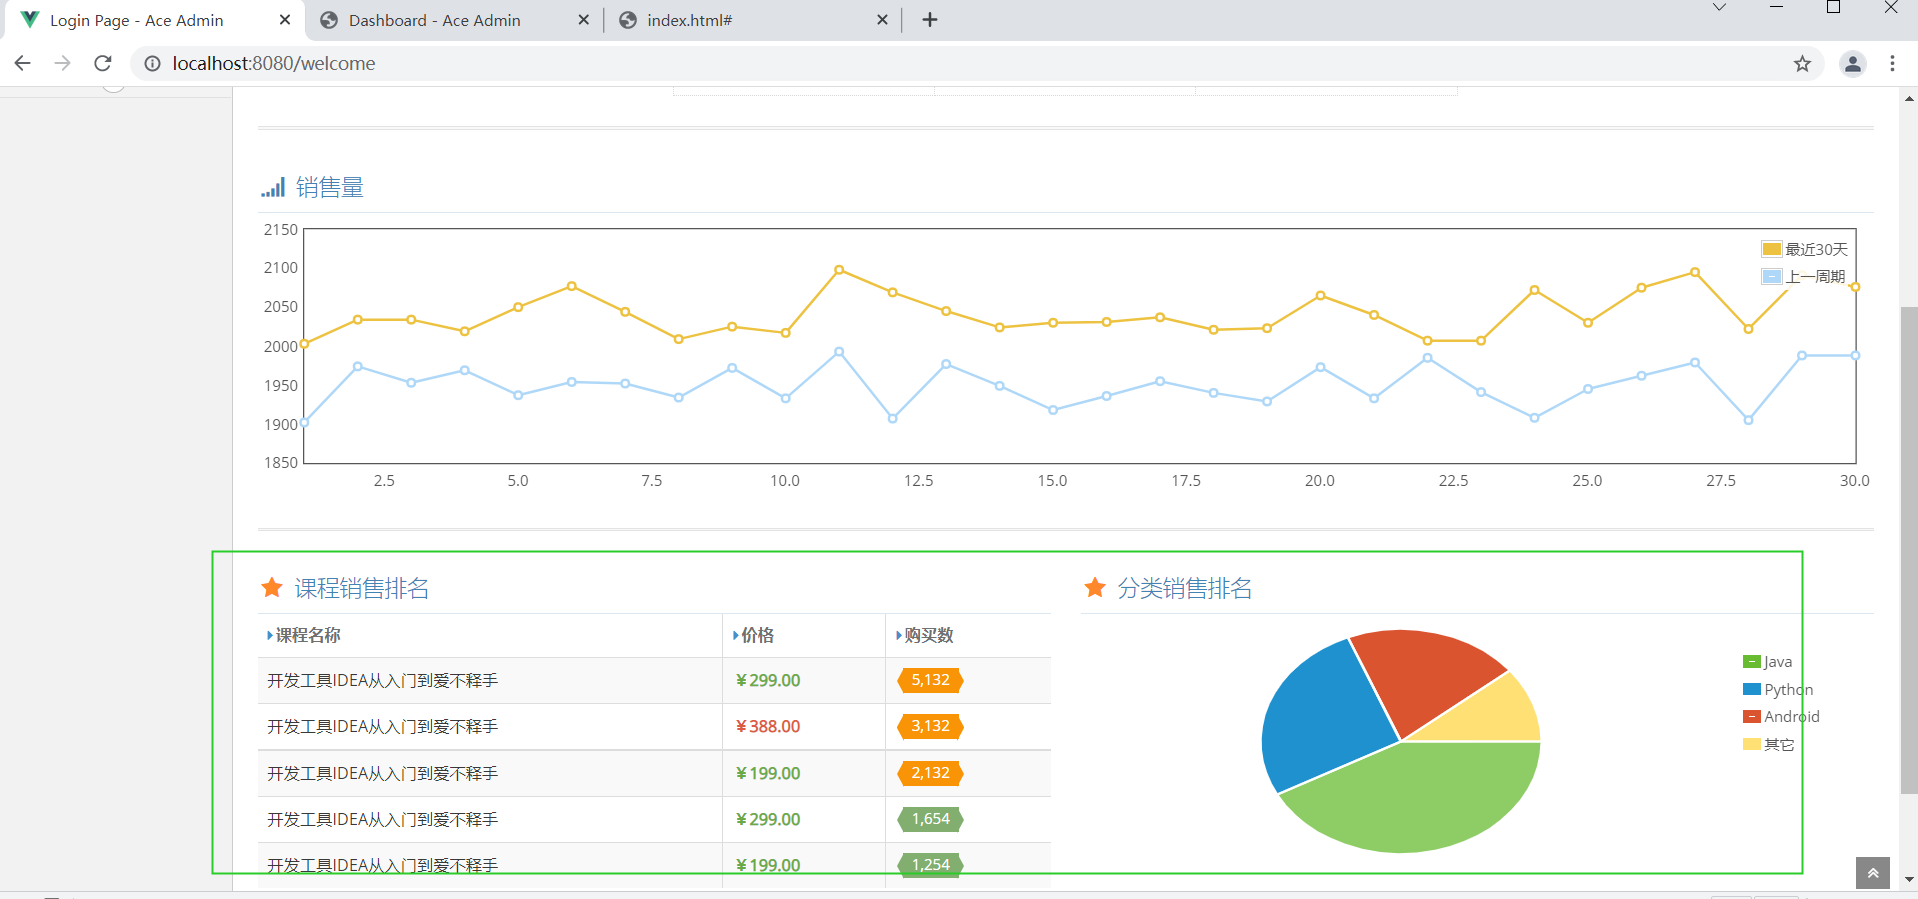 Login Page - Ace Admin
Dashboard - Ace Admin
index.html#
localhost:8080/welcome
销售量
2150
2100
2050
2000
1950
1900
1850
最近30天
上一周期
2.5 5.0 7.5 10.0 12.5 15.0 17.5 20.0 22.5 25.0 27.5 30.0
课程销售排名
课程名称 价格 购买数
开发工具IDEA从入门到爱不释手 ¥299.00 5,132
开发工具IDEA从入门到爱不释手 ¥388.00 3,132
开发工具IDEA从入门到爱不释手 ¥199.00 2,132
开发工具IDEA从入门到爱不释手 ¥299.00 1,654
开发工具IDEA从入门到爱不释手 ¥199.00 1,254
分类销售排名
Java
Python
Android
其它